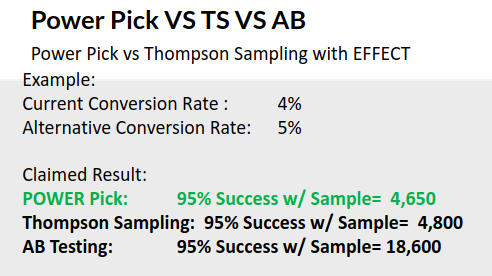 Power Pick VS TS VS AB
Power Pick vs Thompson Sampling with EFFECT
Example:
Current Conversion Rate : 4%
Alternative Conversion Rate: 5%
Claimed Result:
POWER Pick: 95% Success w/ Sample= 4,650
Thompson Sampling: 95% Success w/ Sample= 4,800
AB Testing: 95% Success w/ Sample= 18,600